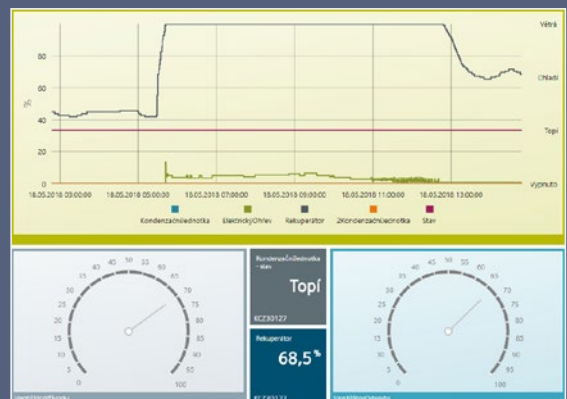 Větrá
80
Chladí
60
%
40
Topí
20
0
Vypnuto
18.05.2018 03:00:00 18.05.2018 05:00:00 18.05.2018 07:00:00 18.05.2018 09:00:00 18.05.2018 11:00:00 18.05.2018 13:00:00
KondenzačníJednotka ElektrickýOhřev Rekuperátor 2KondenzačníJednotka Stav
0 5 10 15 20 25 30 35 40 45 50 55 60 65 70 75 80 85 90 95 100
KondenzačníJednotka
- stav
Topí
KCZ30127
Rekuperátor
68,5 %
KCZ30127
0 5 10 15 20 25 30 35 40 45 50 55 60 65 70 75 80 85 90 95 100